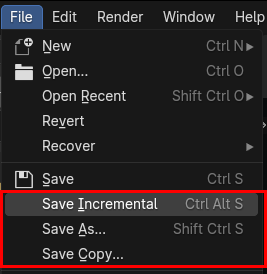 File Edit Render Window Help
New Ctrl N
Open... Ctrl O
Open Recent Shift Ctrl O
Revert
Recover
Save Ctrl S
Save Incremental Ctrl Alt S
Save As... Shift Ctrl S
Save Copy...